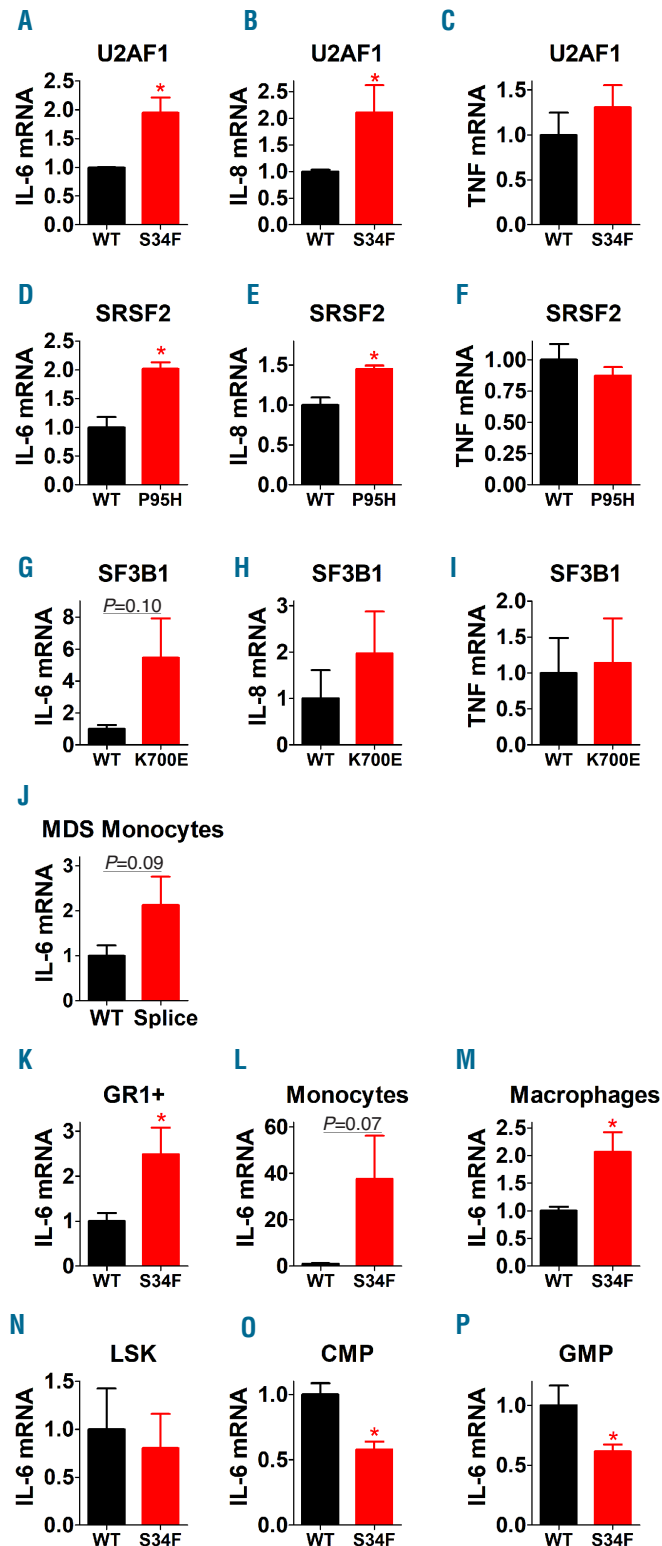 A
U2AF1
IL-6 mRNA
2.5
2.0
1.5
1.0
0.5
0.0
*
WT S34F
B
U2AF1
IL-8 mRNA
2.5
2.0
1.5
1.0
0.5
0.0
*
WT S34F
C
U2AF1
TNF mRNA
1.5
1.0
0.5
0.0
WT S34F
D
SRSF2
IL-6 mRNA
2.5
2.0
1.5
1.0
0.5
0.0
*
WT P95H
E
SRSF2
IL-8 mRNA
1.5
1.0
0.5
0.0
*
WT P95H
F
SRSF2
TNF mRNA
1.00
0.75
0.50
0.25
0.00
WT P95H
G
SF3B1
P=0.10
IL-6 mRNA
8
6
4
2
0
WT K700E
H
SF3B1
IL-8 mRNA
3
2
1
0
WT K700E
I
SF3B1
TNF mRNA
2.0
1.5
1.0
0.5
0.0
WT K700E
J
MDS Monocytes
P=0.09
IL-6 mRNA
3
2
1
0
WT Splice
K
GR1+
IL-6 mRNA
3
2
1
0
*
WT S34F
L
Monocytes
P=0.07
IL-6 mRNA
60
40
20
0
WT S34F
M
Macrophages
IL-6 mRNA
2.5
2.0
1.5
1.0
0.5
0.0
*
WT S34F
N
LSK
IL-6 mRNA
1.5
1.0
0.5
0.0
WT S34F
O
CMP
IL-6 mRNA
1.0
0.5
0.0
*
WT S34F
P
GMP
IL-6 mRNA
1.0
0.5
0.0
*
WT S34F